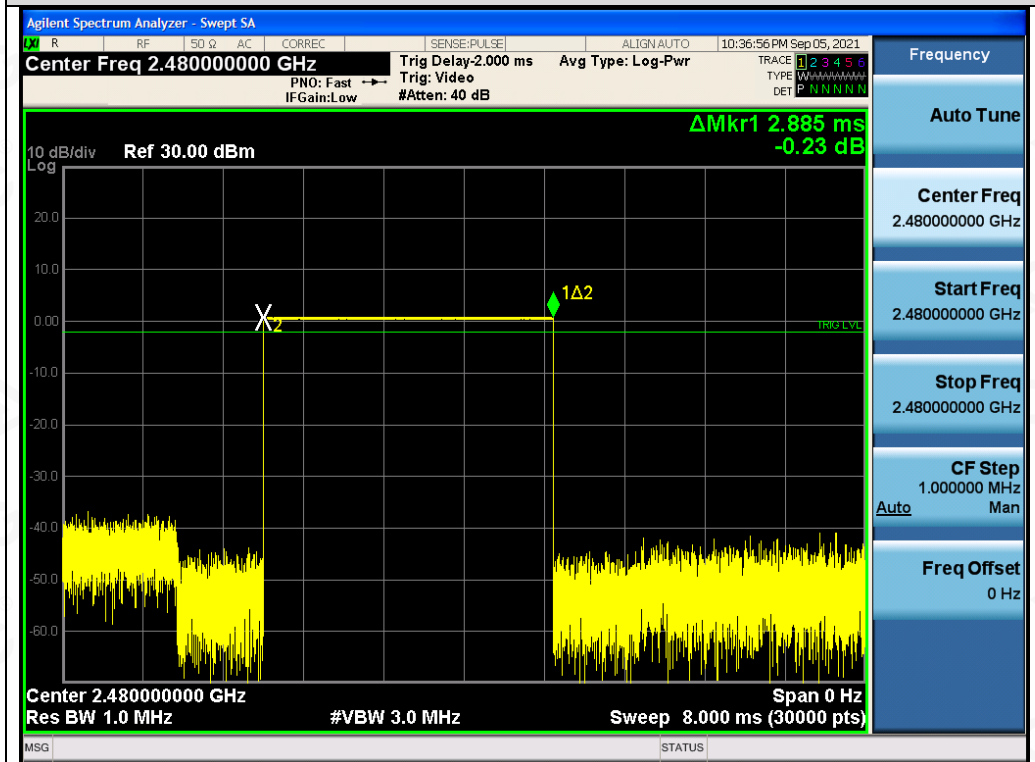 Agilent Spectrum Analyzer - Swept SA
LXI R RF 50 Ω AC CORREC SENSE:PULSE ALIGNAUTO 10:36:56PM Sep 05, 2021
Center Freq 2.480000000 GHz Trig Delay-2.000 ms Avg Type: Log-Pwr TRACE 1 2 3 4 5 6
PNO: Fast Trig: Video TYPE WWWWWW
IFGain:Low #Atten: 40 dB DET P N N N N N
ΔMkr1 2.885 ms
-0.23 dB
10 dB/div Ref 30.00 dBm
Log
20.0
10.0
1Δ2
0.00
2
TRIG LVL
-10.0
-20.0
-30.0
-40.0
-50.0
-60.0
Center 2.480000000 GHz Span 0 Hz
Res BW 1.0 MHz #VBW 3.0 MHz Sweep 8.000 ms (30000 pts)
MSG STATUS
Frequency
Auto Tune
Center Freq
2.480000000 GHz
Start Freq
2.480000000 GHz
Stop Freq
2.480000000 GHz
CF Step
1.000000 MHz
Auto Man
Freq Offset
0 Hz